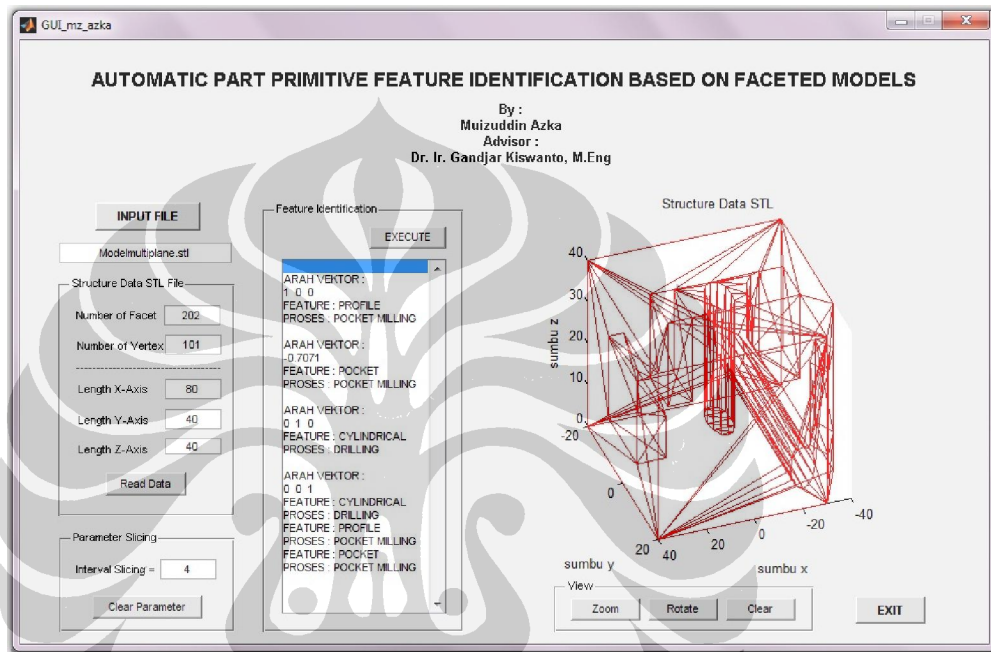 GUI_mz_azka
AUTOMATIC PART PRIMITIVE FEATURE IDENTIFICATION BASED ON FACETED MODELS
By :
Muizuddin Azka
Advisor :
Dr. Ir. Gandjar Kiswanto, M.Eng
INPUT FILE
Modelmultiplane.stl
Structure Data STL File
Number of Facet 202
Number of Vertex 101
Length X-Axis 80
Length Y-Axis 40
Length Z-Axis 40
Read Data
Parameter Slicing
Interval Slicing = 4
Clear Parameter
Feature Identification
EXECUTE
ARAH VEKTOR :
1 0 0
FEATURE : PROFILE
PROSES : POCKET MILLING
ARAH VEKTOR :
-0.7071
FEATURE : POCKET
PROSES : POCKET MILLING
ARAH VEKTOR :
0 1 0
FEATURE : CYLINDRICAL
PROSES : DRILLING
ARAH VEKTOR :
0 0 1
FEATURE : CYLINDRICAL
PROSES : DRILLING
FEATURE : PROFILE
PROSES : POCKET MILLING
FEATURE : POCKET
PROSES : POCKET MILLING
Structure Data STL
40
30
20
10
0
sumbu z
-20
0
20
sumbu y
40
20
0
-20
-40
sumbu x
View
Zoom
Rotate
Clear
EXIT